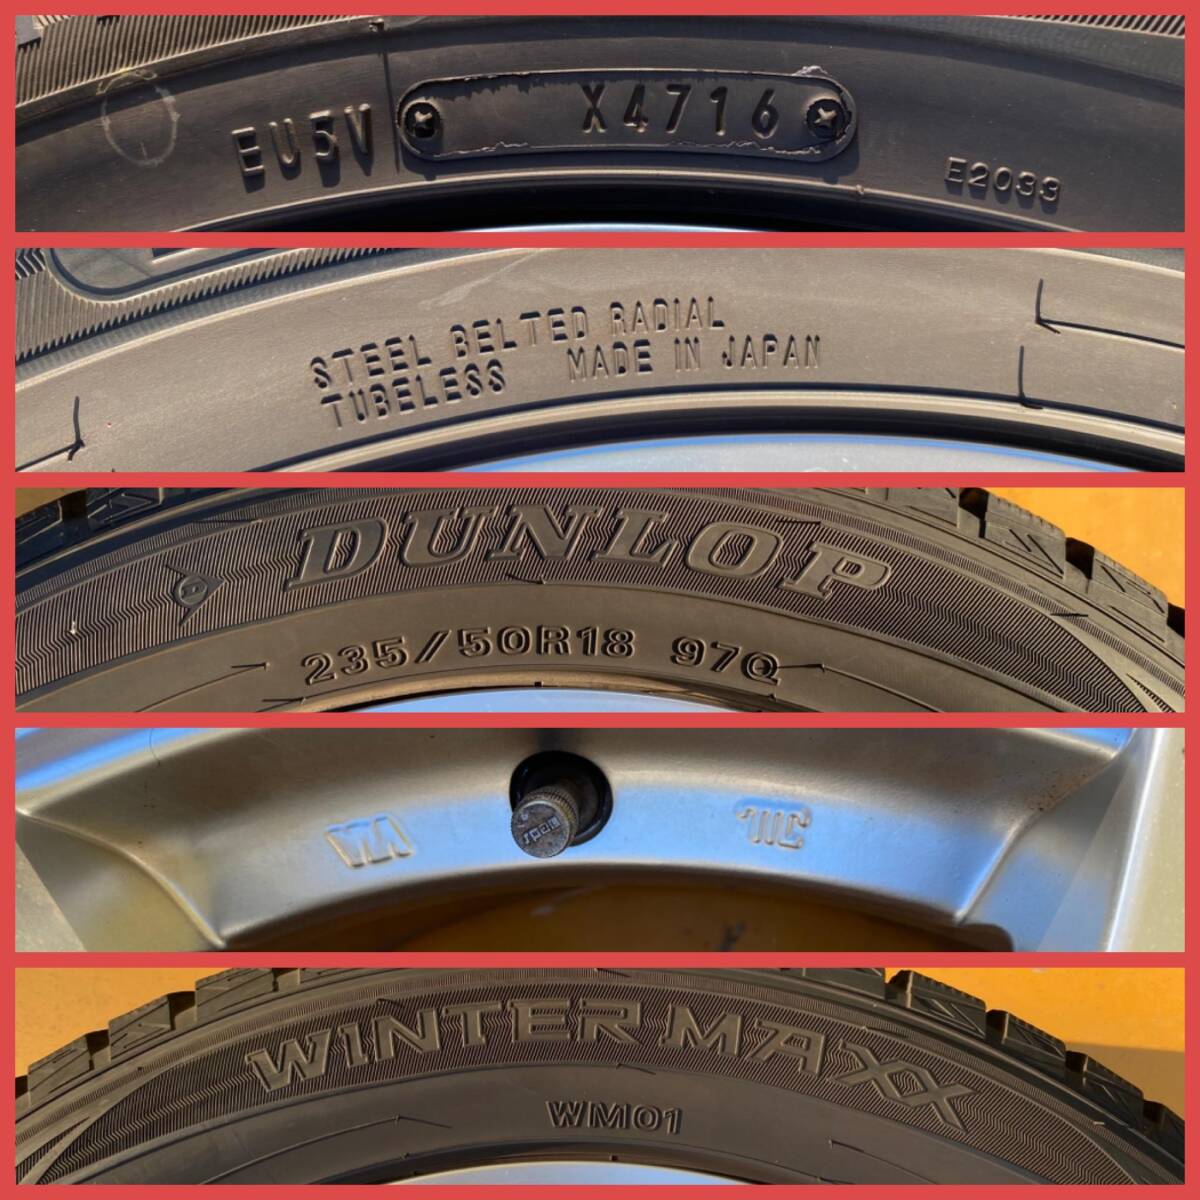 EU5V X4716 E2033
STEEL BELTED RADIAL
TUBELESS MADE IN JAPAN
D DUNLOP
235/50R18 97Q
WINTER MAXX
WM01